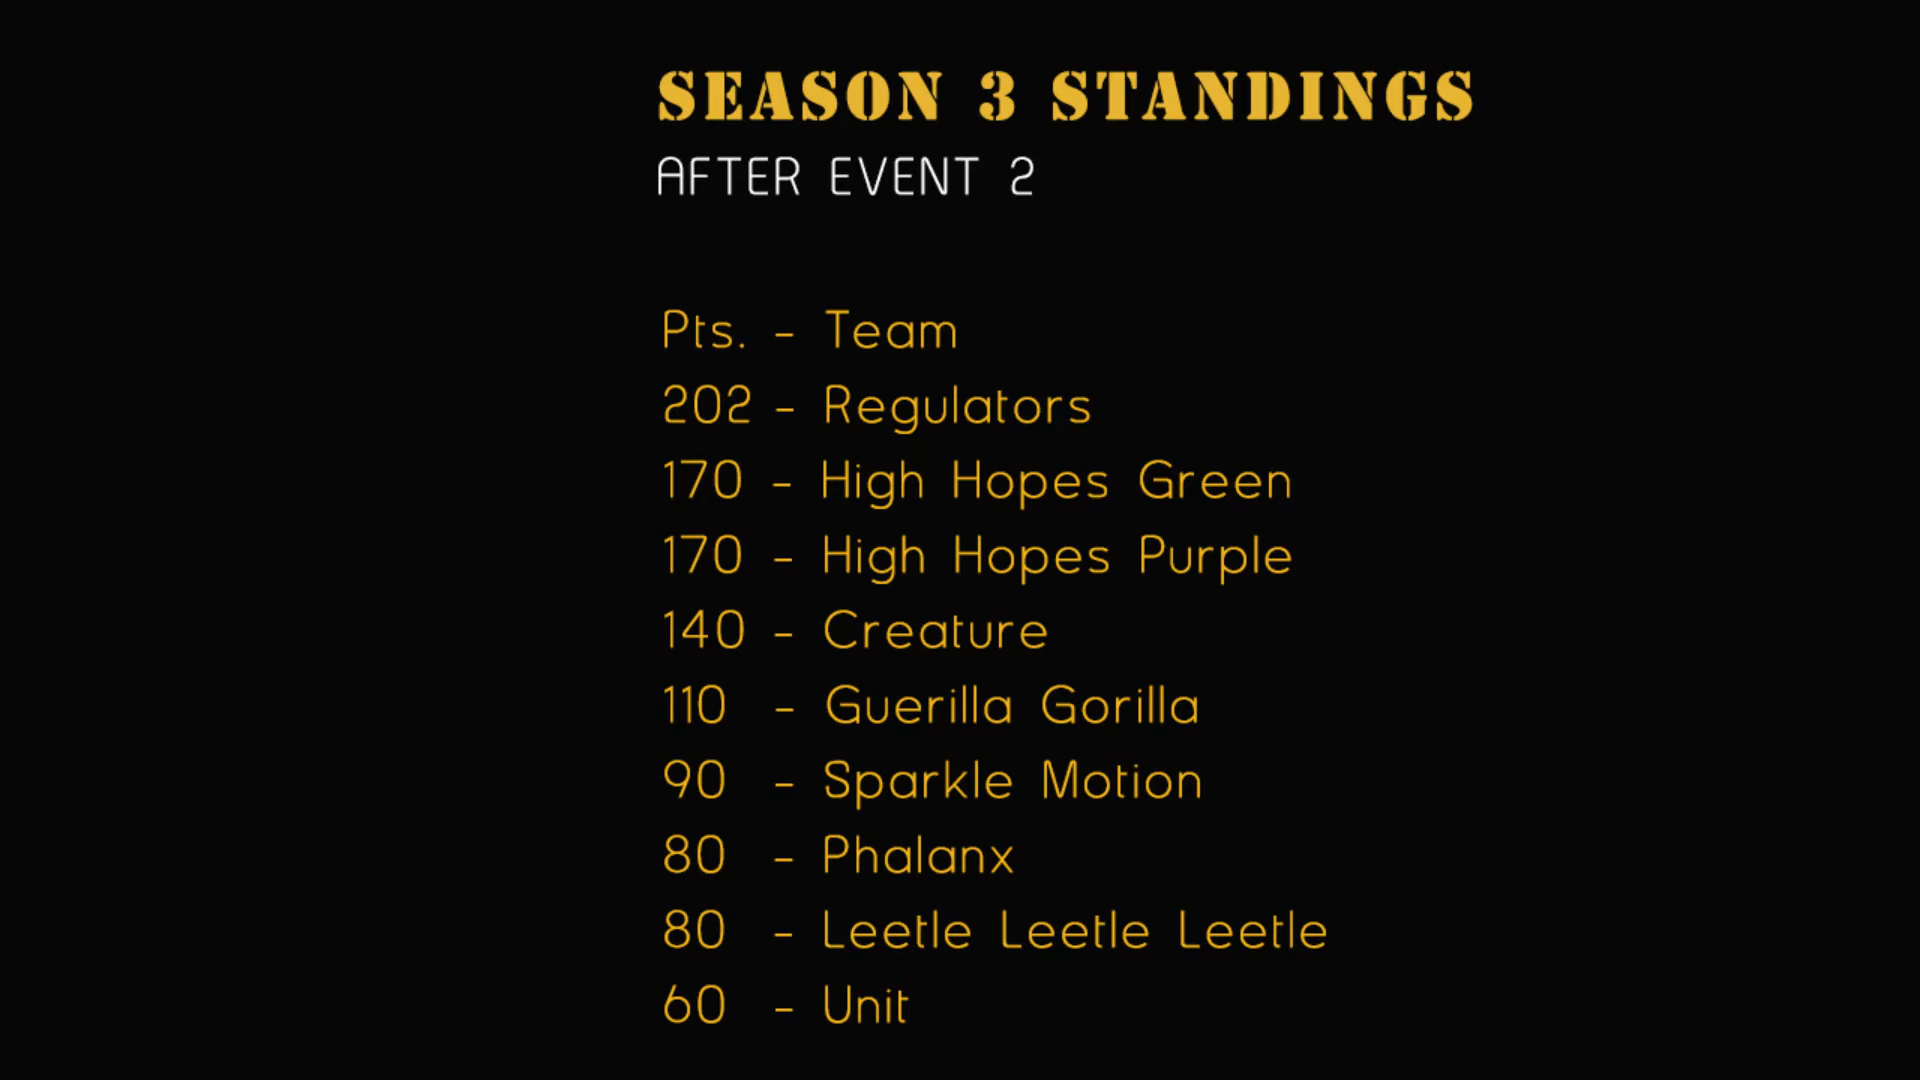 SEASON 3 STANDINGS
AFTER EVENT 2
Pts. - Team
202 - Regulators
170 - High Hopes Green
170 - High Hopes Purple
140 - Creature
110 - Guerilla Gorilla
90 - Sparkle Motion
80 - Phalanx
80 - Leetle Leetle Leetle
60 - Unit